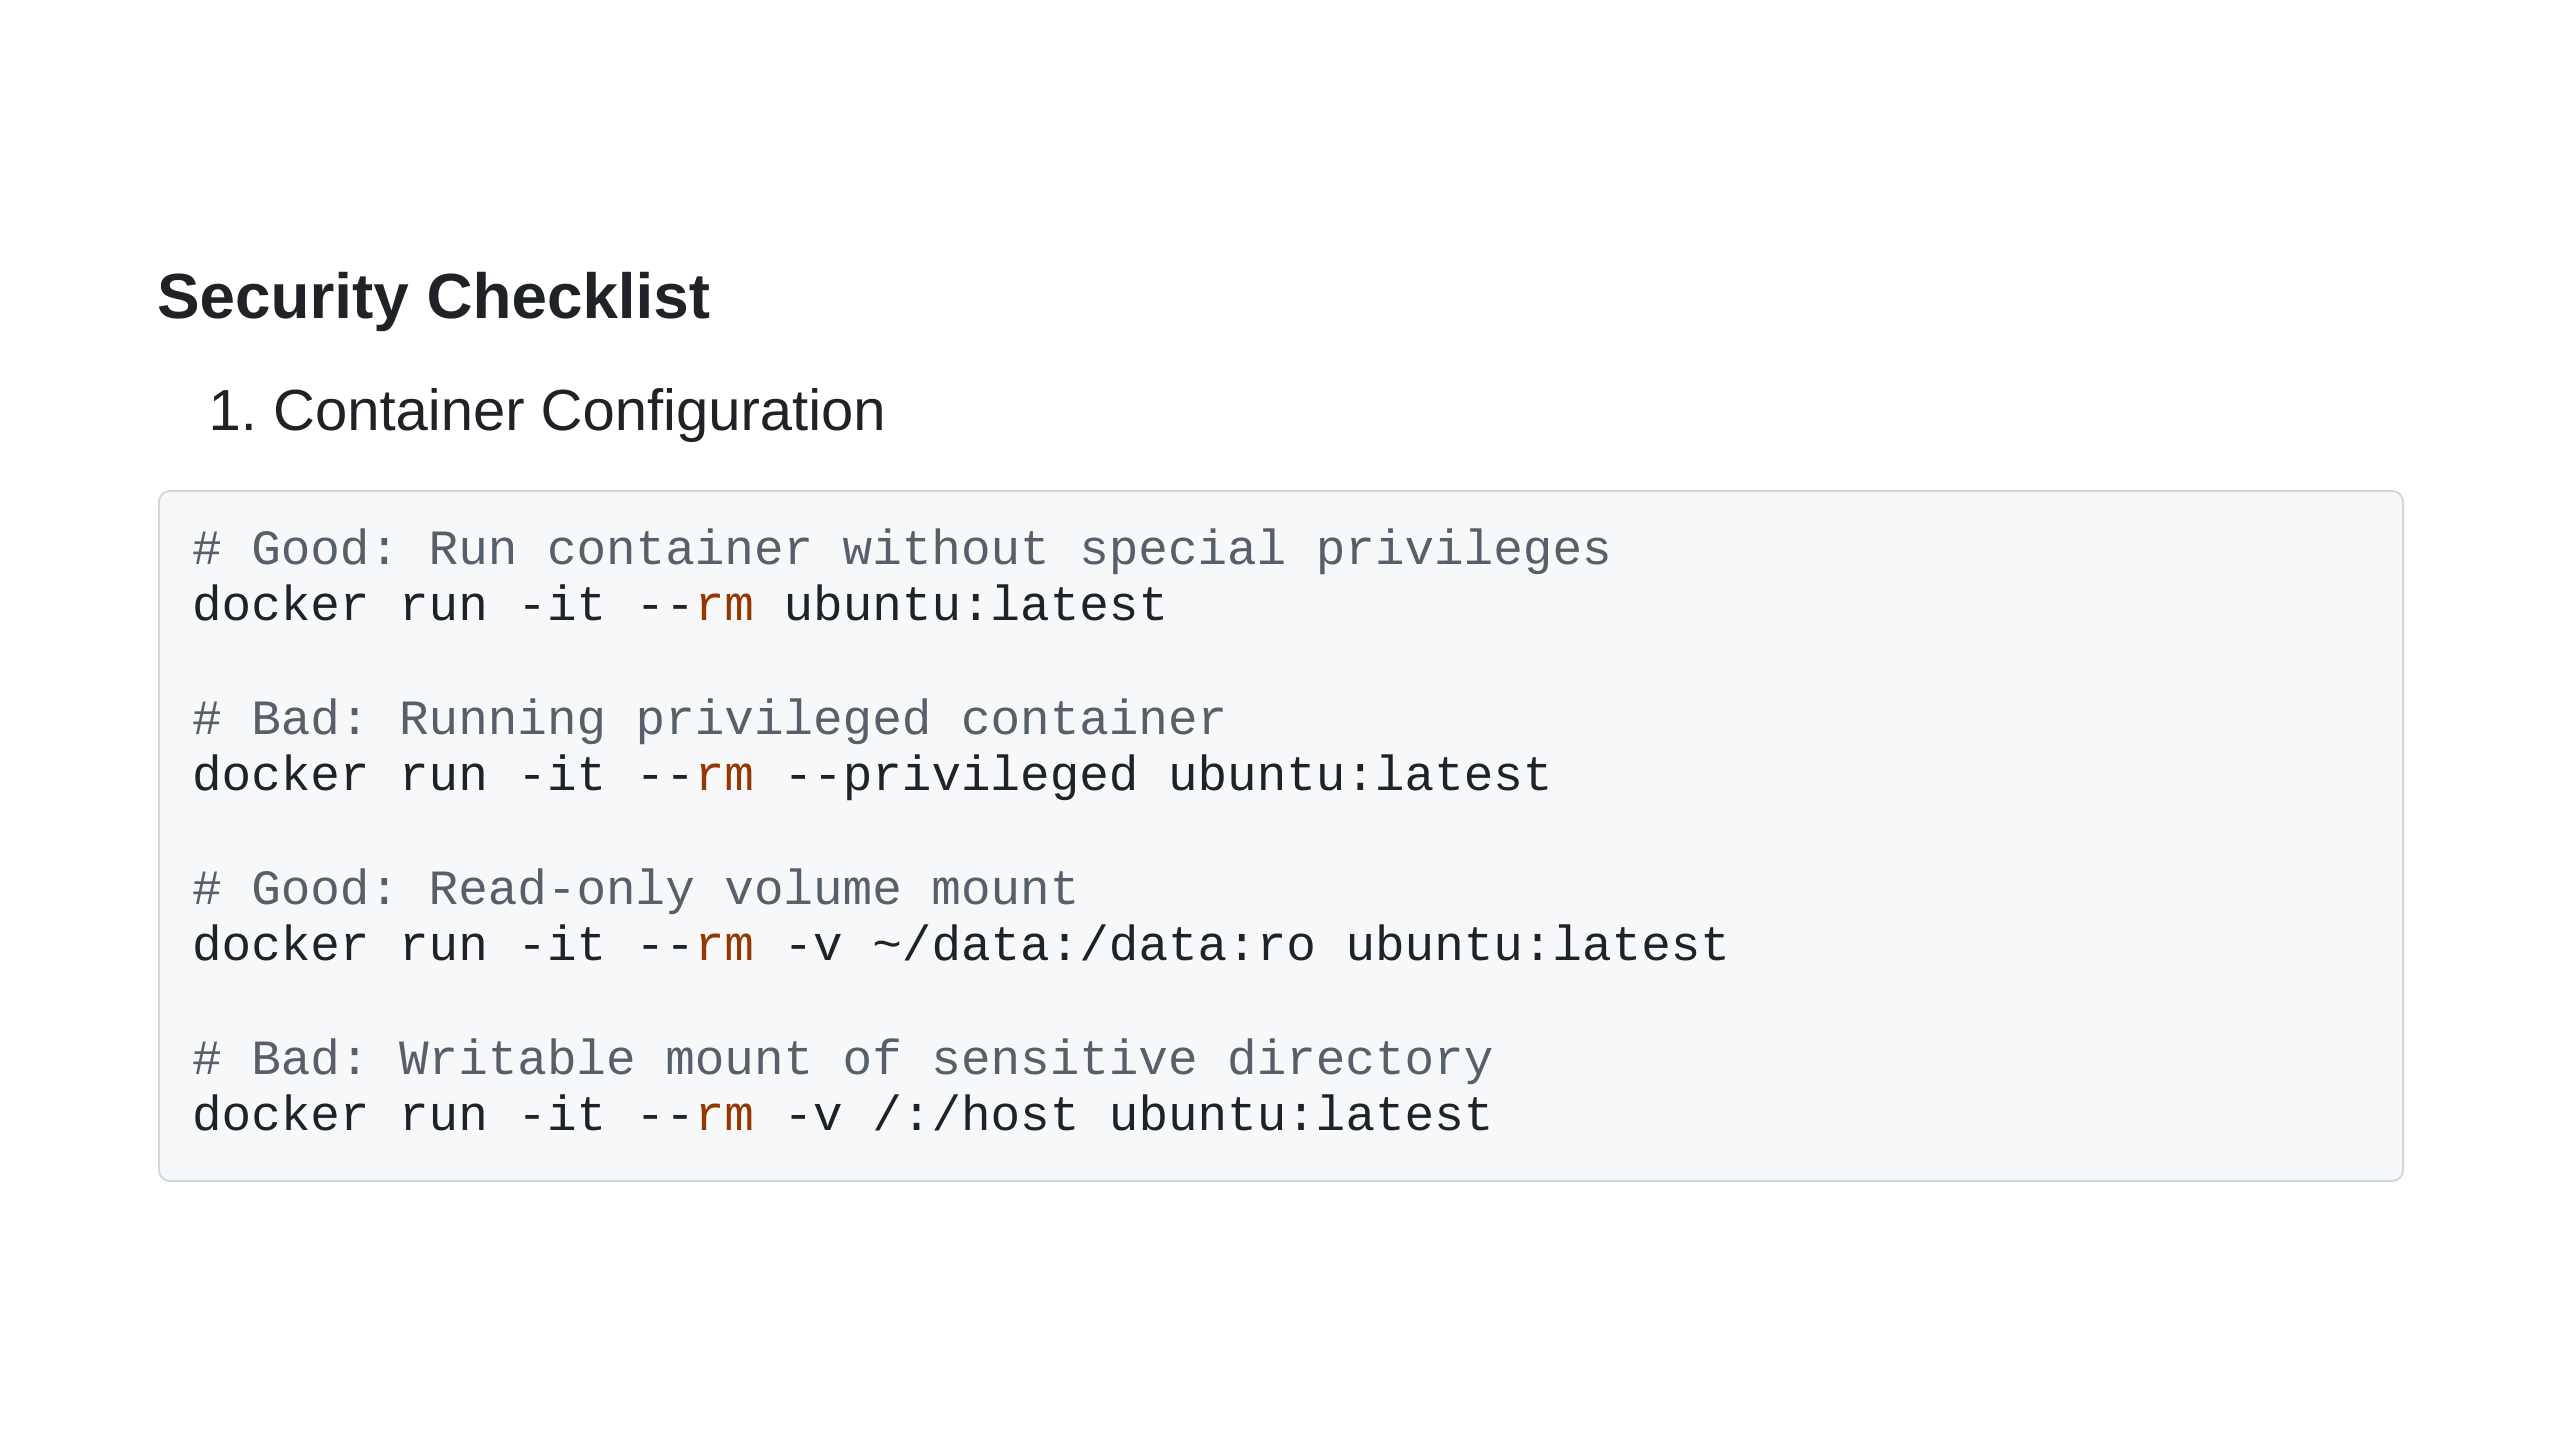 Security Checklist
1. Container Configuration
# Good: Run container without special privileges
docker run -it --rm ubuntu:latest
# Bad: Running privileged container
docker run -it --rm --privileged ubuntu:latest
# Good: Read-only volume mount
docker run -it --rm -v ~/data:/data:ro ubuntu:latest
# Bad: Writable mount of sensitive directory
docker run -it --rm -v /:/host ubuntu:latest